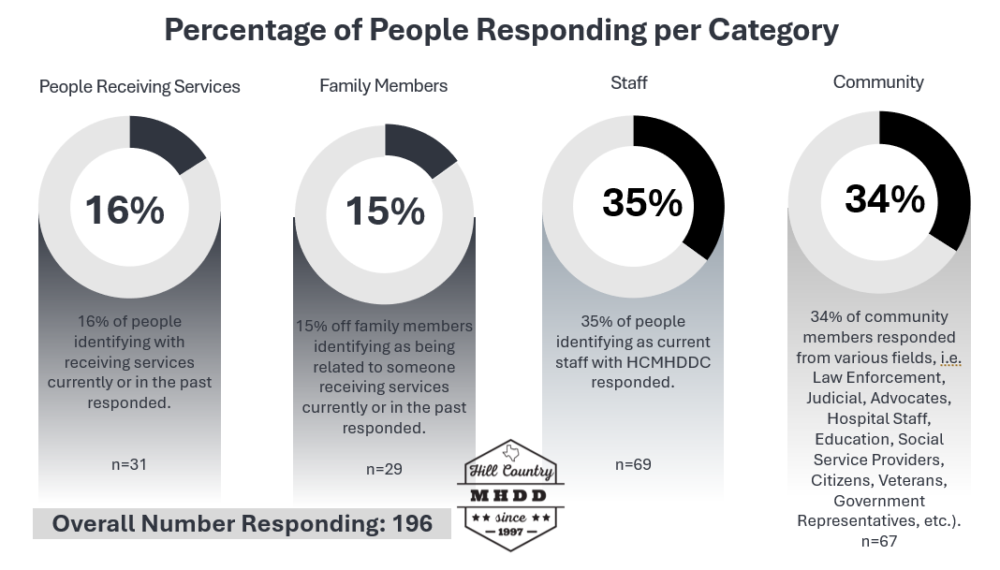 Percentage of People Responding per Category
People Receiving Services
16%
16% of people
identifying with
receiving services
currently or in the past
responded.
n=31
Family Members
15%
15% off family members
identifying as being
related to someone
receiving services
currently or in the past
responded.
n=29
Staff
35%
35% of people
identifying as current
staff with HCMHDDC
responded.
n=69
Community
34%
34% of community
members responded
from various fields, i.e.
Law Enforcement,
Judicial, Advocates,
Hospital Staff,
Education, Social
Service Providers,
Citizens, Veterans,
Government
Representatives, etc.).
n=67
Overall Number Responding: 196
Hill Country
MHDD
since
1997